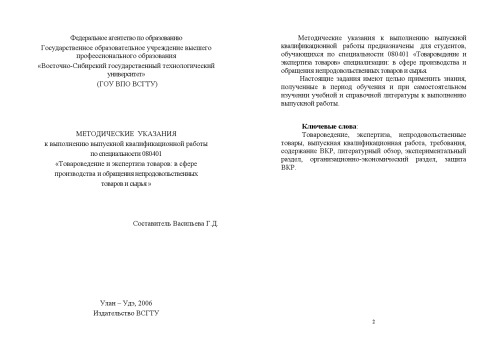 Федеральное агентство по образованию
Государственное образовательное учреждение высшего
профессионального образования
«Восточно-Сибирский государственный технологический
университет»
(ГОУ ВПО ВСГТУ)
МЕТОДИЧЕСКИЕ УКАЗАНИЯ
к выполнению выпускной квалификационной работы
по специальности 080401
«Товароведение и экспертиза товаров: в сфере
производства и обращения непродовольственных
товаров и сырья »
Составитель Васильева Г.Д.
Улан – Удэ, 2006
Издательство ВСГТУ
Методические указания к выполнению выпускной
квалификационной работы предназначены для студентов,
обучающихся по специальности 080401 «Товароведение и
экспертиза товаров» специализации: в сфере производства и
обращения непродовольственных товаров и сырья.
Настоящие задания имеют целью применить знания,
полученные в период обучения и при самостоятельном
изучении учебной и справочной литературы к выполнению
выпускной работы.
Ключевые слова:
Товароведение, экспертиза, непродовольственные
товары, выпускная квалификационная работа, требования,
содержание ВКР, литературный обзор, экспериментальный
раздел, организационно-экономический раздел, защита
ВКР.
2